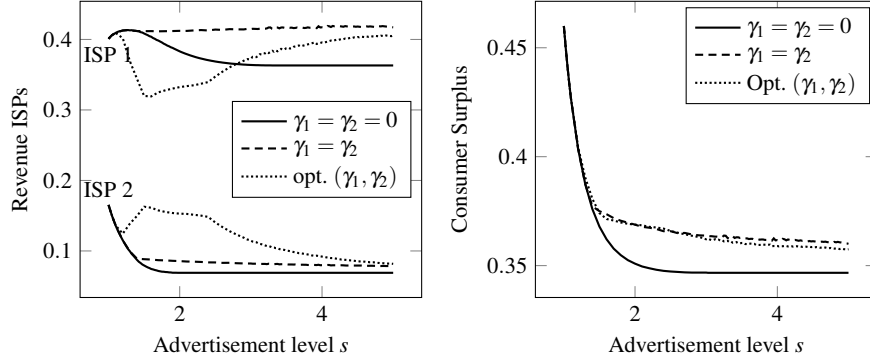 0.4
0.3
0.2
0.1
2
4
Revenue ISPs
Advertisement level s
ISP 1
ISP 2
γ₁ = γ₂ = 0
γ₁ = γ₂
opt. (γ₁, γ₂)
0.45
0.4
0.35
2
4
Consumer Surplus
Advertisement level s
γ₁ = γ₂ = 0
γ₁ = γ₂
Opt. (γ₁, γ₂)